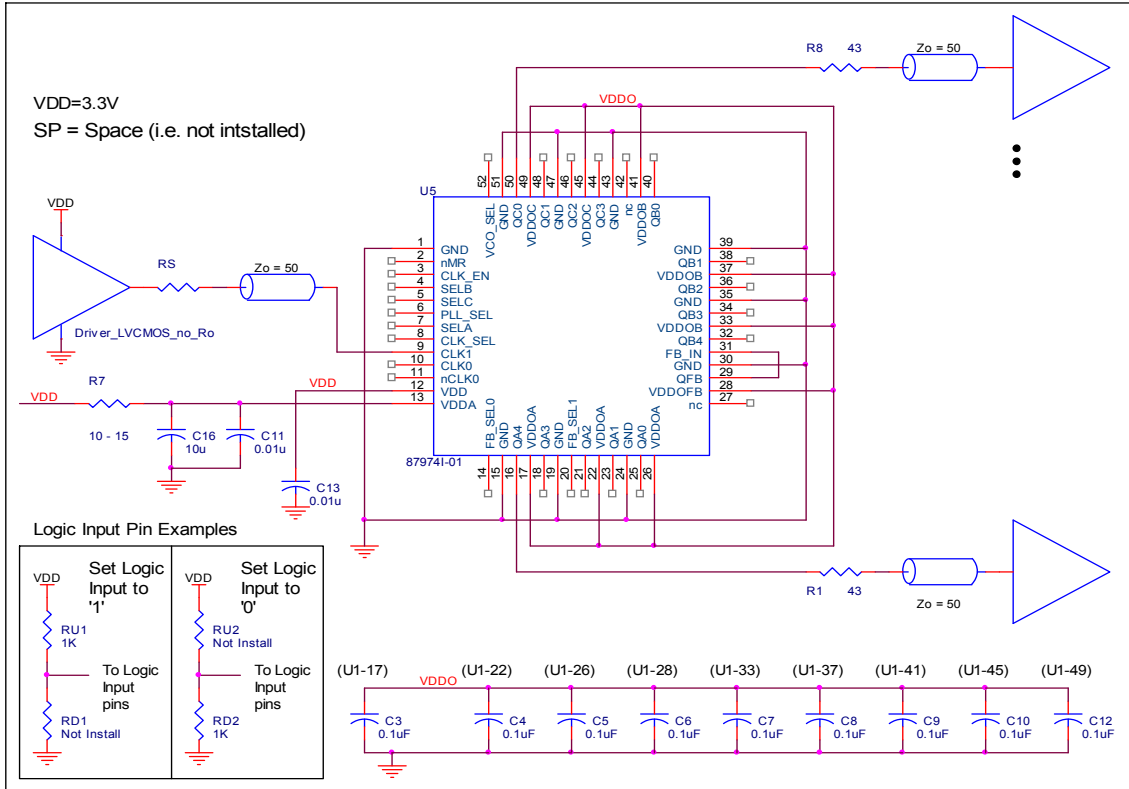 R8 43 Zo = 50
VDD=3.3V
SP = Space (i.e. not intstalled)
VDDO
U5
52 51 50 49 48 47 46 45 44 43 42 41 40
VCO_SEL GND QC0 VDDOC QC1 GND QC2 VDDOC QC3 GND nc VDDOB QB0
VDD
RS
Zo = 50
Driver_LVCMOS_no_Ro
1 GND
2 nMR
3 CLK_EN
4 SELB
5 SELC
6 PLL_SEL
7 SELA
8 CLK_SEL
9 CLK1
10 CLK0
11 nCLK0
12 VDD
13 VDDA
GND 39
QB1 38
VDDOB 37
QB2 36
GND 35
QB3 34
VDDOB 33
QB4 32
FB_IN 31
GND 30
QFB 29
VDDOFB 28
nc 27
VDD
R7
VDD
10 - 15
C16
10u
C11
0.01u
C13
0.01u
FB_SEL0 GND QA4 VDDOA QA3 GND FB_SEL1 QA2 VDDOA QA1 GND QA0 VDDOA
87974I-01
14 15 16 17 18 19 20 21 22 23 24 25 26
R1 43 Zo = 50
Logic Input Pin Examples
VDD
Set Logic
Input to
'1'
RU1
1K
To Logic
Input
pins
RD1
Not Install
VDD
Set Logic
Input to
'0'
RU2
Not Install
To Logic
Input
pins
RD2
1K
(U1-17) (U1-22) (U1-26) (U1-28) (U1-33) (U1-37) (U1-41) (U1-45) (U1-49)
VDDO
C3 C4 C5 C6 C7 C8 C9 C10 C12
0.1uF 0.1uF 0.1uF 0.1uF 0.1uF 0.1uF 0.1uF 0.1uF 0.1uF